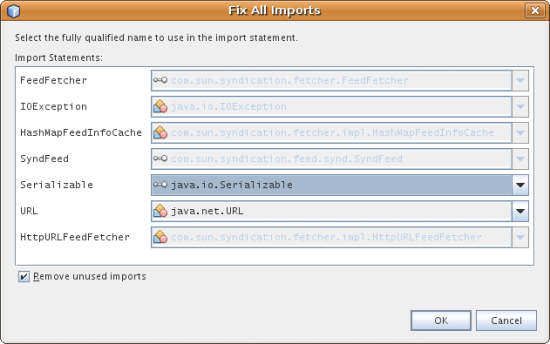 Fix All Imports
Select the fully qualified name to use in the import statement.
Import Statements:
FeedFetcher com.sun.syndication.fetcher.FeedFetcher
IOException java.io.IOException
HashMapFeedInfoCache com.sun.syndication.fetcher.impl.HashMapFeedInfoCache
SyndFeed com.sun.syndication.feed.synd.SyndFeed
Serializable java.io.Serializable
URL java.net.URL
HttpURLFeedFetcher com.sun.syndication.fetcher.impl.HttpURLFeedFetcher
Remove unused imports
OK Cancel